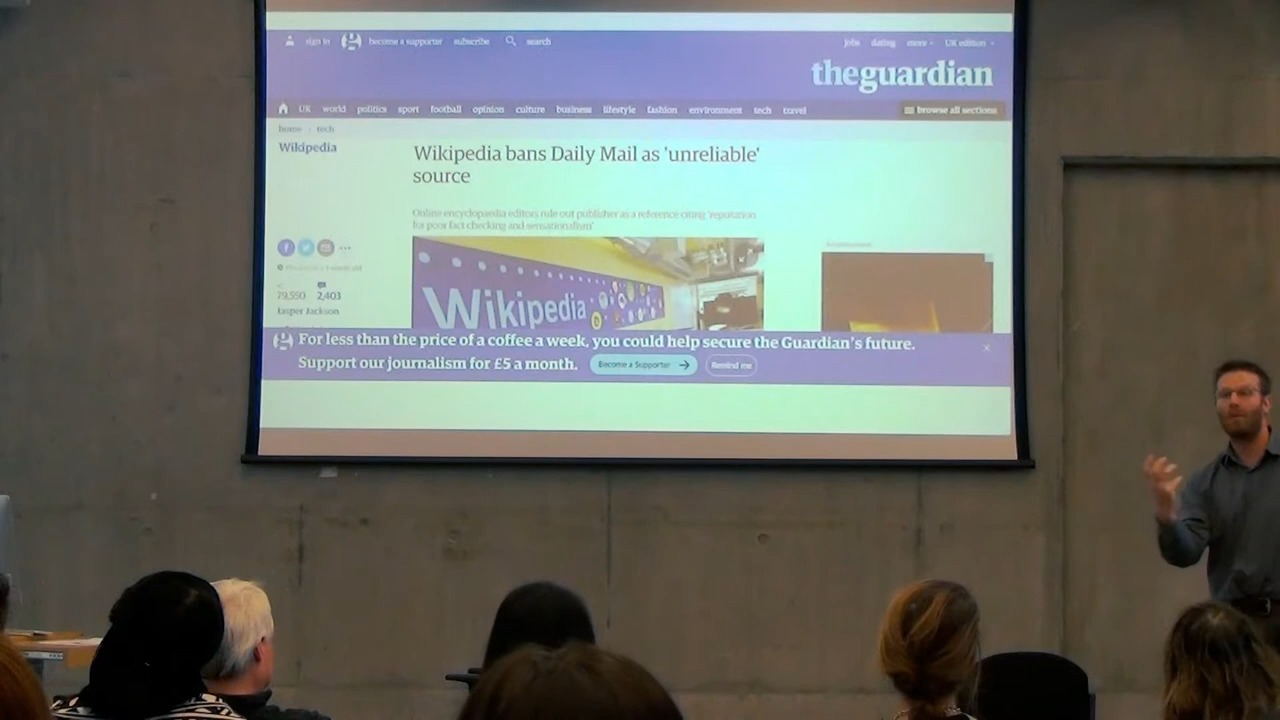 sign in become a supporter subscribe search jobs dating more UK edition
theguardian
UK world politics sport football opinion culture business lifestyle fashion environment tech travel browse all sections
home tech
Wikipedia
Wikipedia bans Daily Mail as 'unreliable'
source
Online encyclopaedia editors rule out publisher as a reference citing 'reputation
for poor fact checking and sensationalism'
Wikipedia
79,550 2,403
Jasper Jackson
For less than the price of a coffee a week, you could help secure the Guardian's future.
Support our journalism for £5 a month. Become a Supporter Remind me